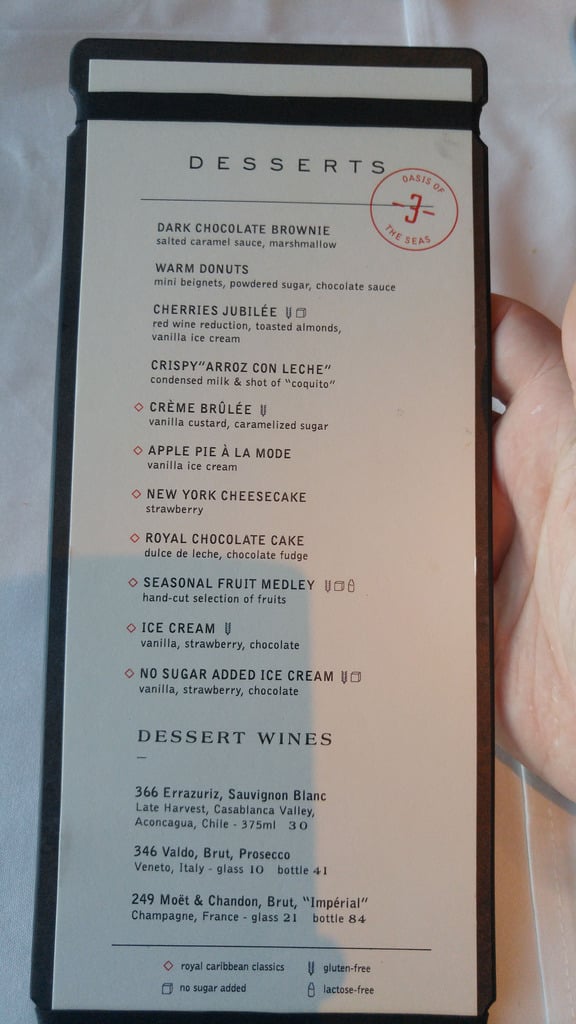 DESSERTS
OASIS OF
3
THE SEAS
DARK CHOCOLATE BROWNIE
salted caramel sauce, marshmallow
WARM DONUTS
mini beignets, powdered sugar, chocolate sauce
CHERRIES JUBILÉE
red wine reduction, toasted almonds,
vanilla ice cream
CRISPY"ARROZ CON LECHE"
condensed milk & shot of "coquito"
CRÈME BRÛLÉE
vanilla custard, caramelized sugar
APPLE PIE À LA MODE
vanilla ice cream
NEW YORK CHEESECAKE
strawberry
ROYAL CHOCOLATE CAKE
dulce de leche, chocolate fudge
SEASONAL FRUIT MEDLEY
hand-cut selection of fruits
ICE CREAM
vanilla, strawberry, chocolate
NO SUGAR ADDED ICE CREAM
vanilla, strawberry, chocolate
DESSERT WINES
366 Errazuriz, Sauvignon Blanc
Late Harvest, Casablanca Valley,
Aconcagua, Chile - 375ml 30
346 Valdo, Brut, Prosecco
Veneto, Italy - glass 10 bottle 41
249 Moët & Chandon, Brut, "Impérial"
Champagne, France - glass 21 bottle 84
royal caribbean classics gluten-free
no sugar added lactose-free